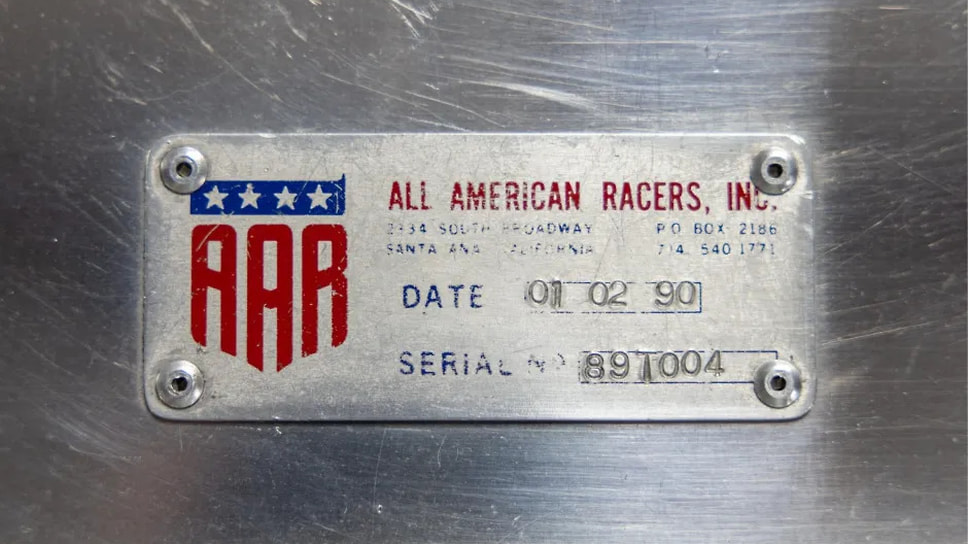 AAR
ALL AMERICAN RACERS, INC.
2334 SOUTH BROADWAY P O BOX 2186
SANTA ANA CALIFORNIA 714 540 1771
DATE 01 02 90
SERIAL Nº 89T004